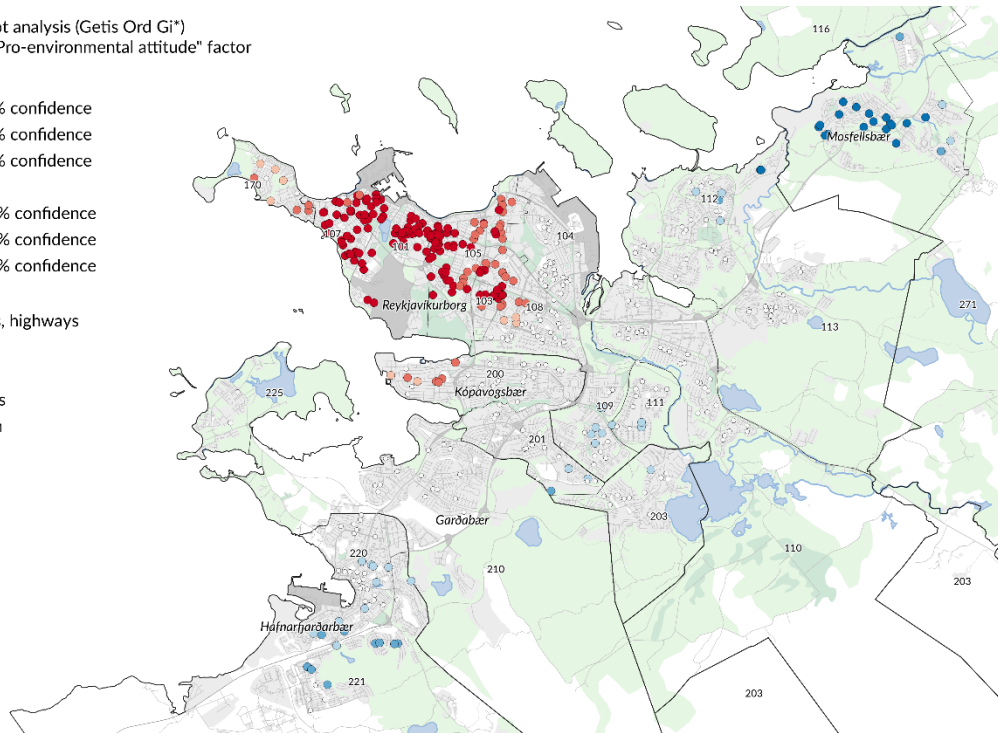 ot analysis (Getis Ord Gi*)
Pro-environmental attitude" factor
% confidence
% confidence
% confidence
% confidence
% confidence
% confidence
s, highways
s
116
Mosfellsbær
170
112
107
101
105
104
Reykjavíkurborg
103
108
271
113
225
200
Kópavogsbær
109
111
201
203
Garðabær
220
210
110
203
Hafnarfjarðarbær
221
203